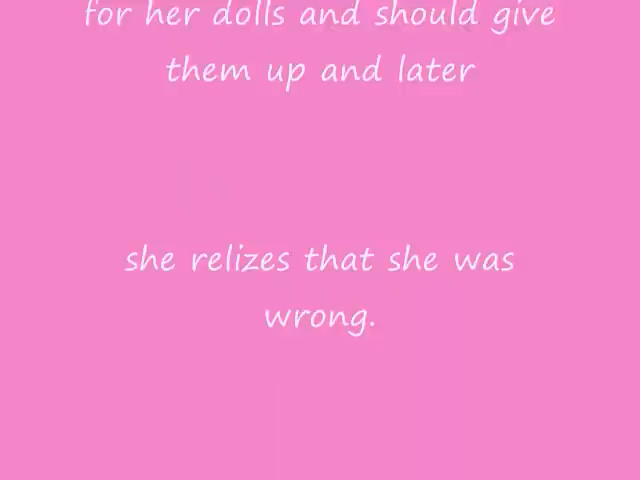 for her dolls and should give
them up and later
she relizes that she was
wrong.